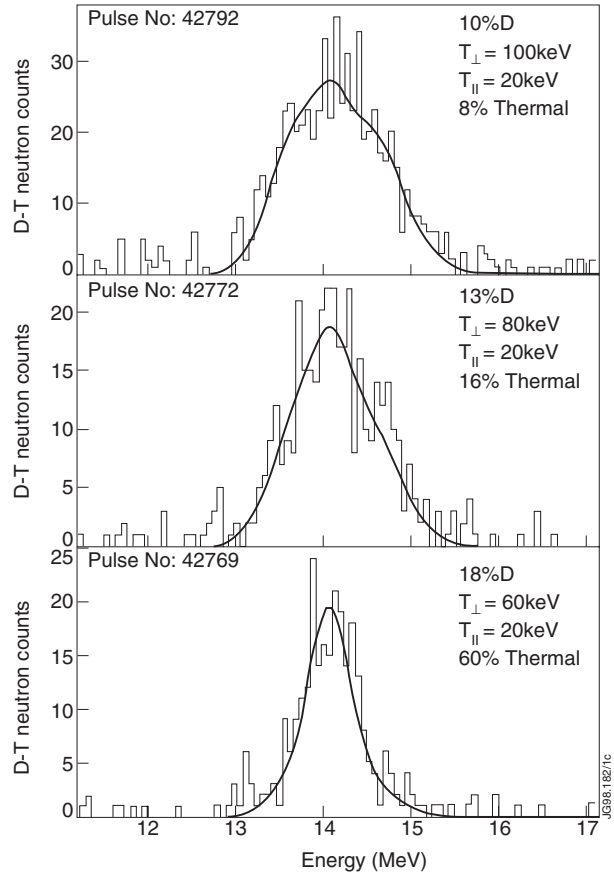 Pulse No: 42792
10%D
T⊥ = 100keV
T|| = 20keV
8% Thermal
D-T neutron counts
30
20
10
0
Pulse No: 42772
13%D
T⊥ = 80keV
T|| = 20keV
16% Thermal
D-T neutron counts
20
15
10
5
0
Pulse No: 42769
18%D
T⊥ = 60keV
T|| = 20keV
60% Thermal
D-T neutron counts
25
20
15
10
5
0
12 13 14 15 16 17
Energy (MeV)
JG98.182/1c